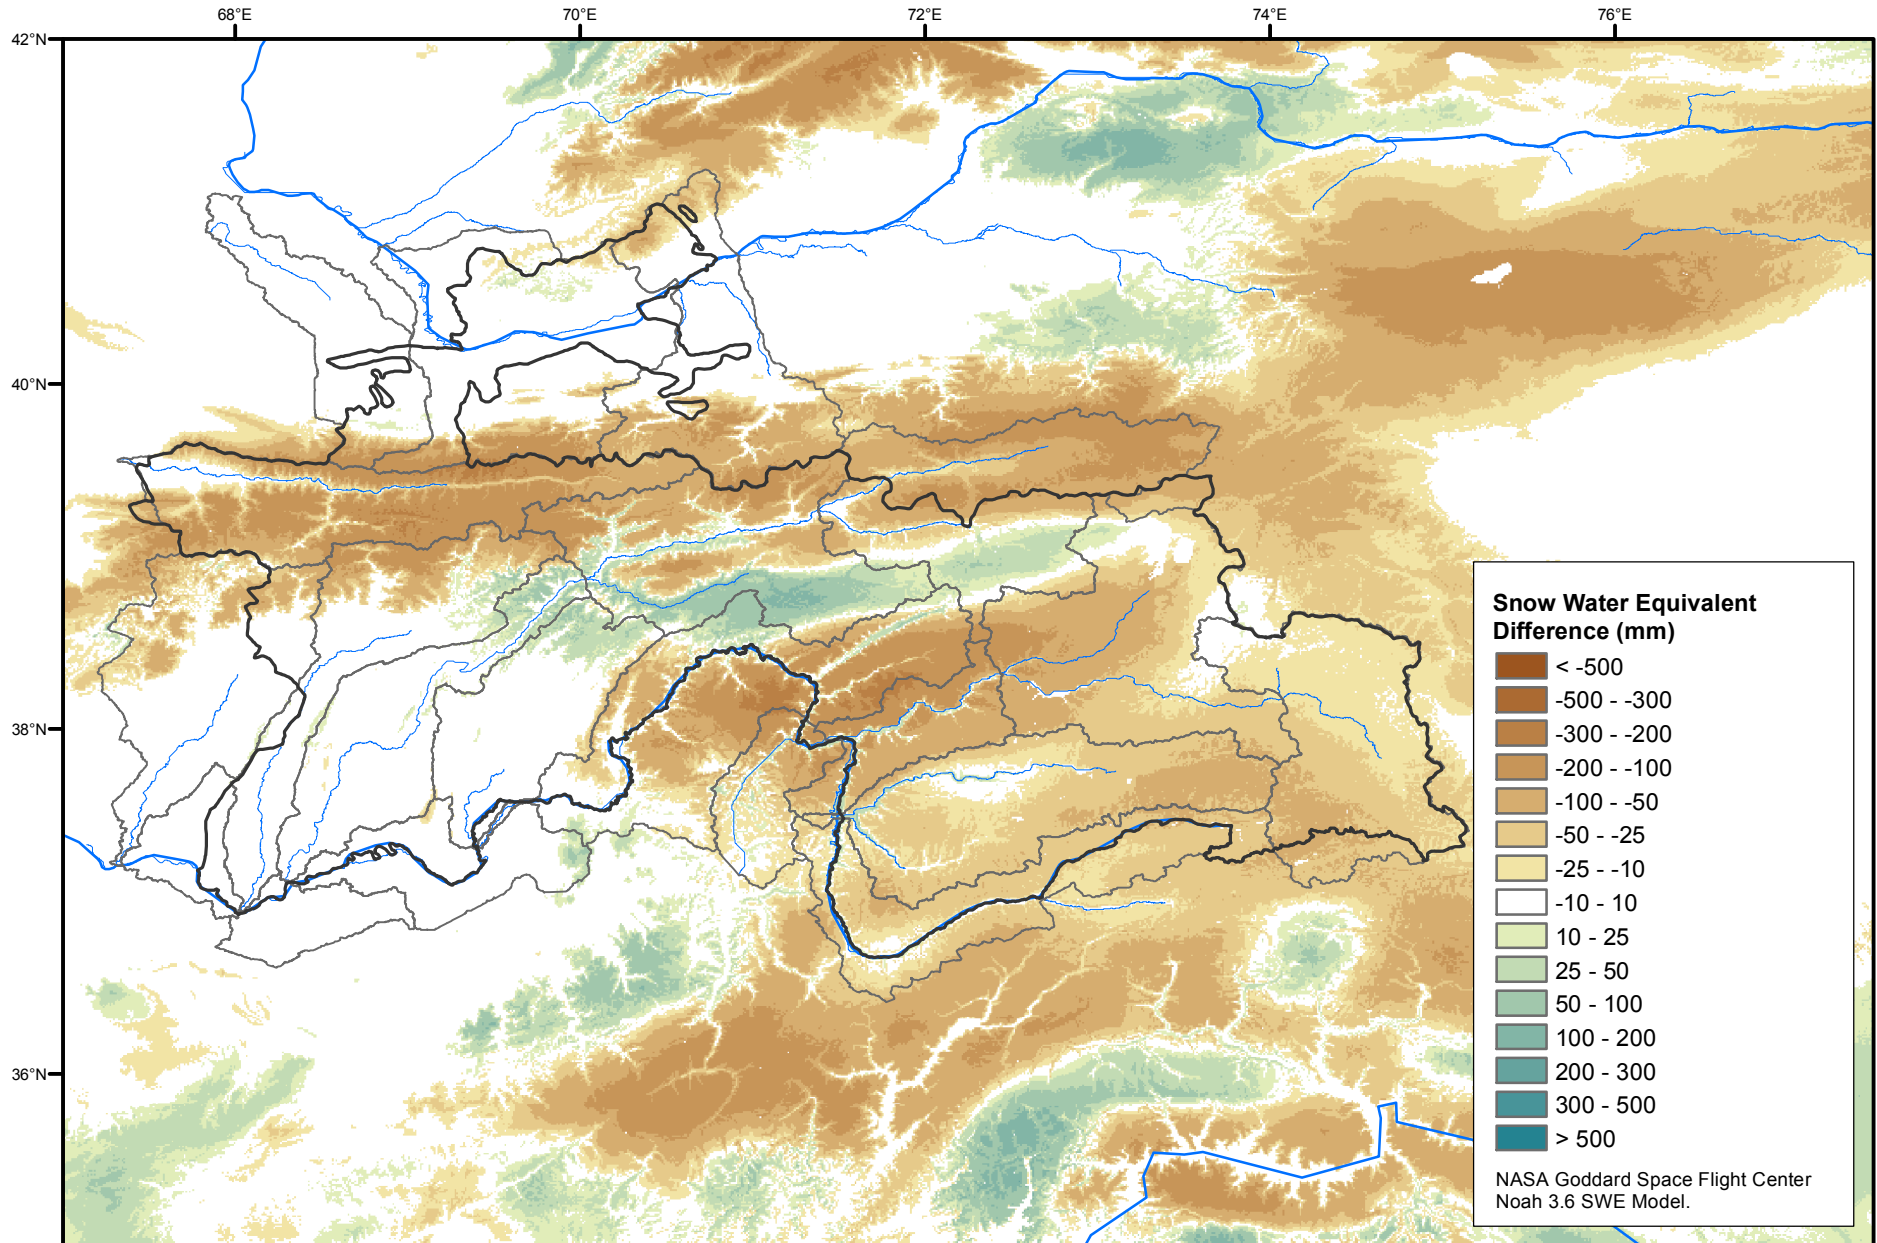 68°E
70°E
72°E
74°E
76°E
42°N
40°N
38°N
36°N
Snow Water Equivalent
Difference (mm)
< -500
-500 - -300
-300 - -200
-200 - -100
-100 - -50
-50 - -25
-25 - -10
-10 - 10
10 - 25
25 - 50
50 - 100
100 - 200
200 - 300
300 - 500
> 500
NASA Goddard Space Flight Center
Noah 3.6 SWE Model.